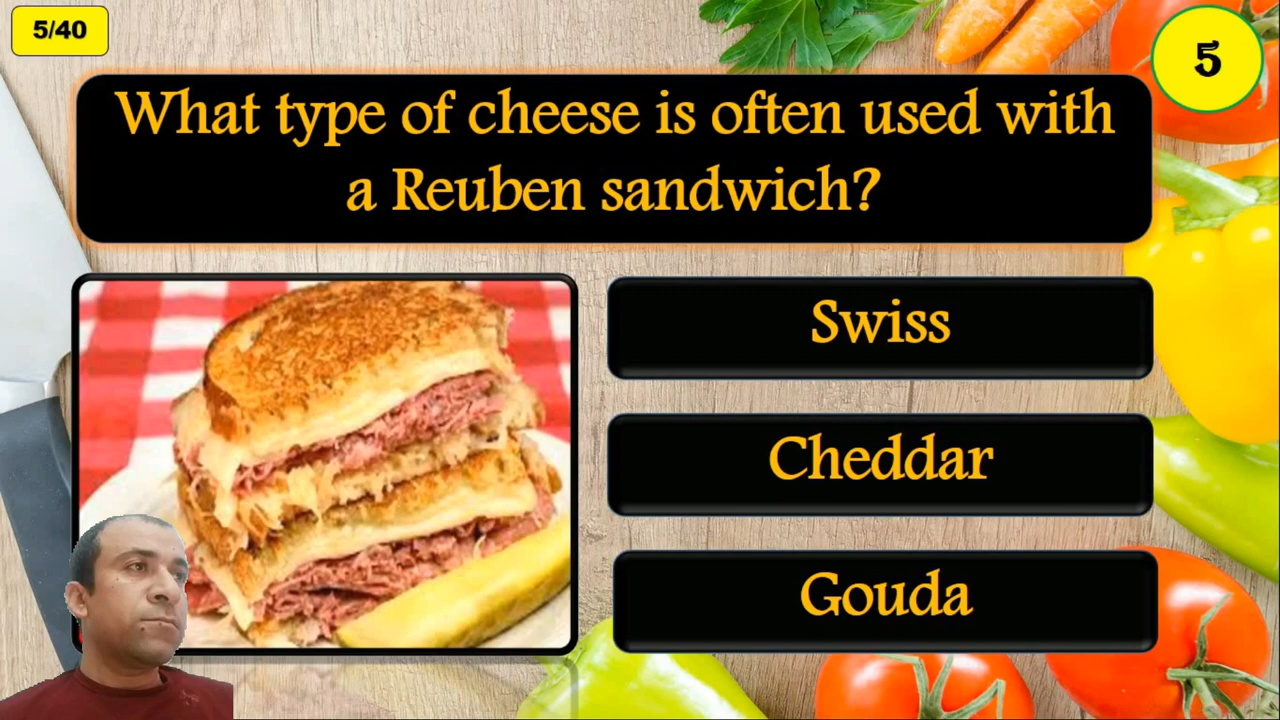 5/40
5
What type of cheese is often used with
a Reuben sandwich?
Swiss
Cheddar
Gouda